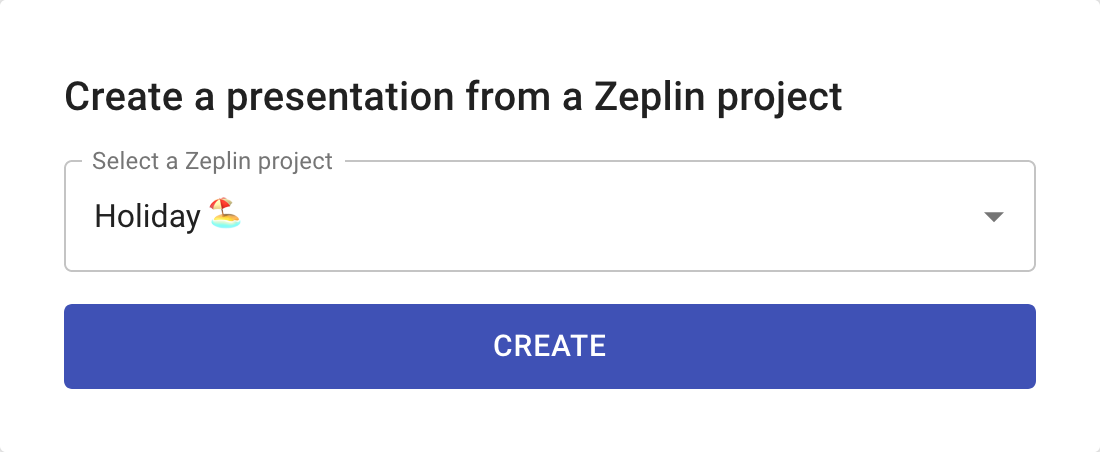 Create a presentation from a Zeplin project
Select a Zeplin project
Holiday 🏖️
CREATE